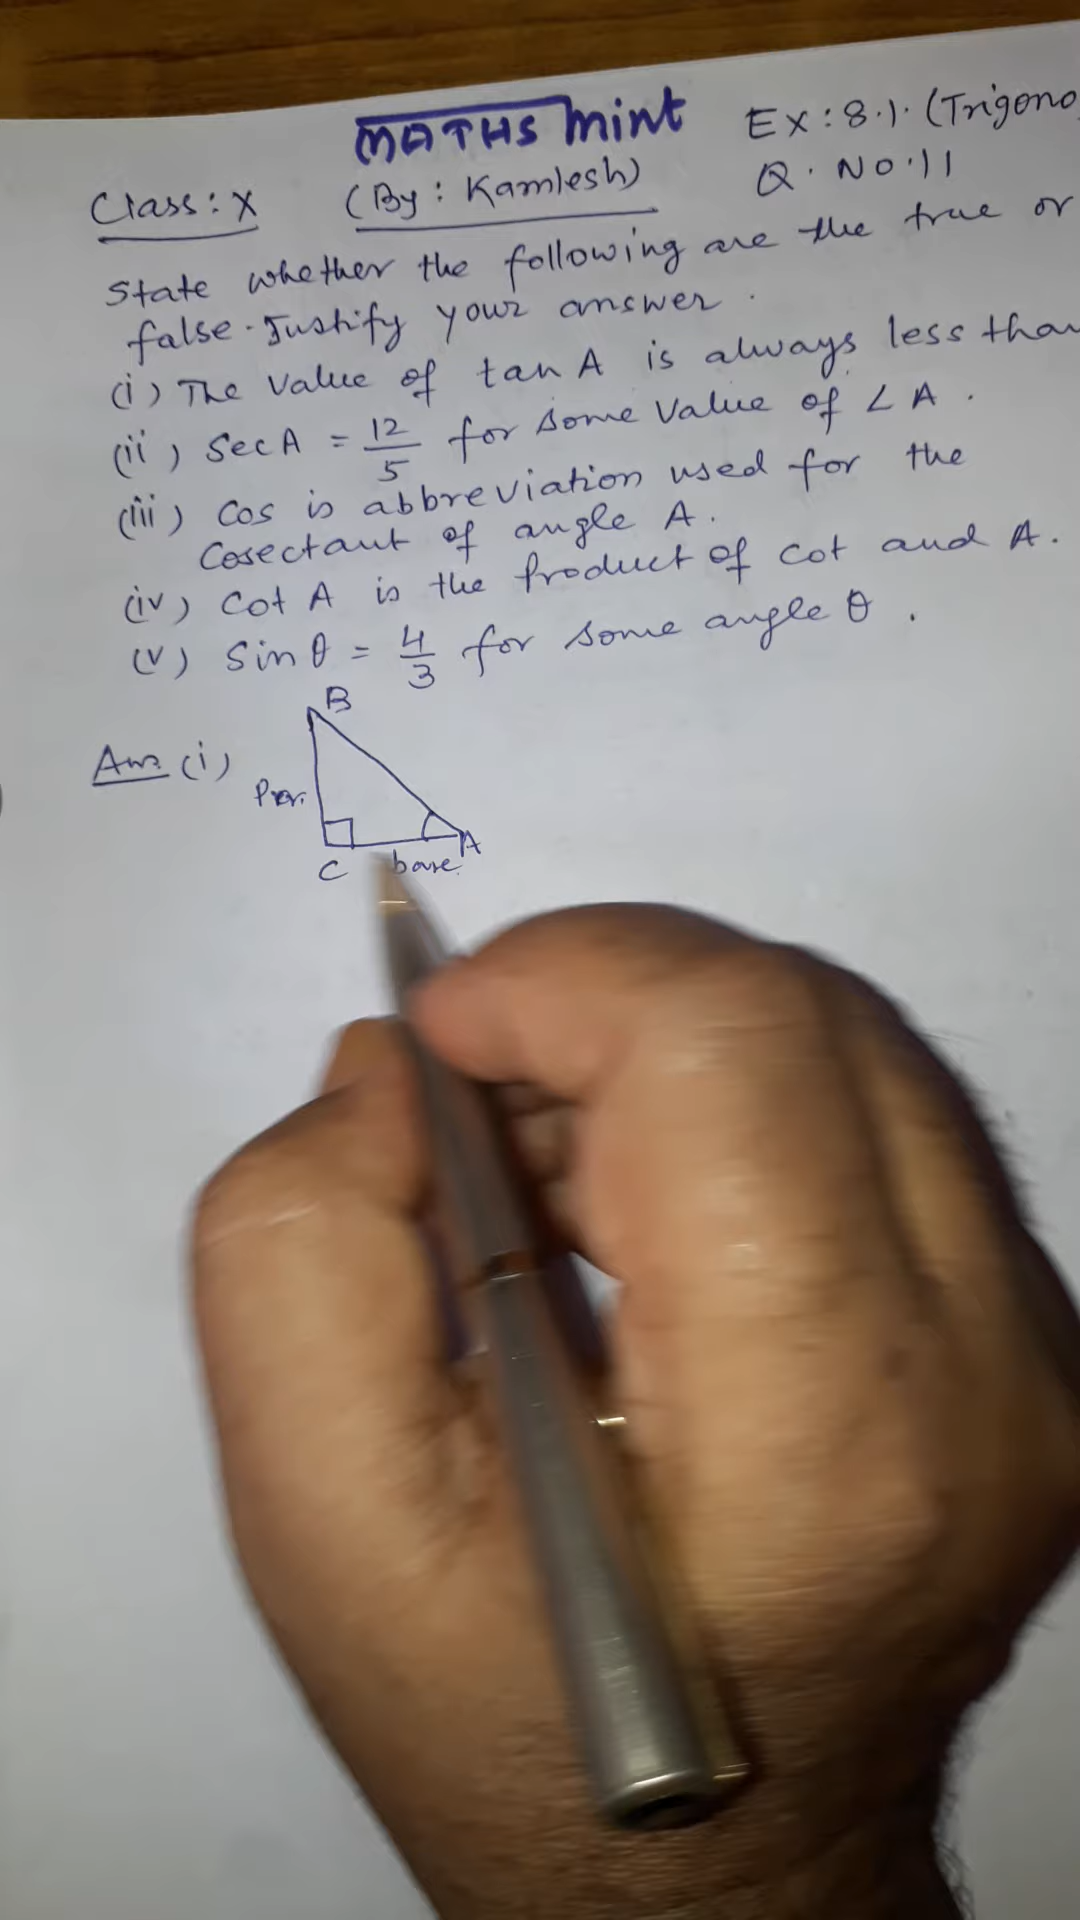 MATHS mint
Ex: 8.1. (Trigono
Class: X (By: Kamlesh) Q. No. 11
State whether the following are the true or
false. Justify your answer.
(i) The value of tan A is always less than
(ii) Sec A = 12/5 for some value of ∠A.
(iii) Cos is abbreviation used for the
Cosectant of angle A.
(iv) Cot A is the product of cot and A.
(v) Sin θ = 4/3 for some angle θ.
B
Ans (i)
Per.
A
C base